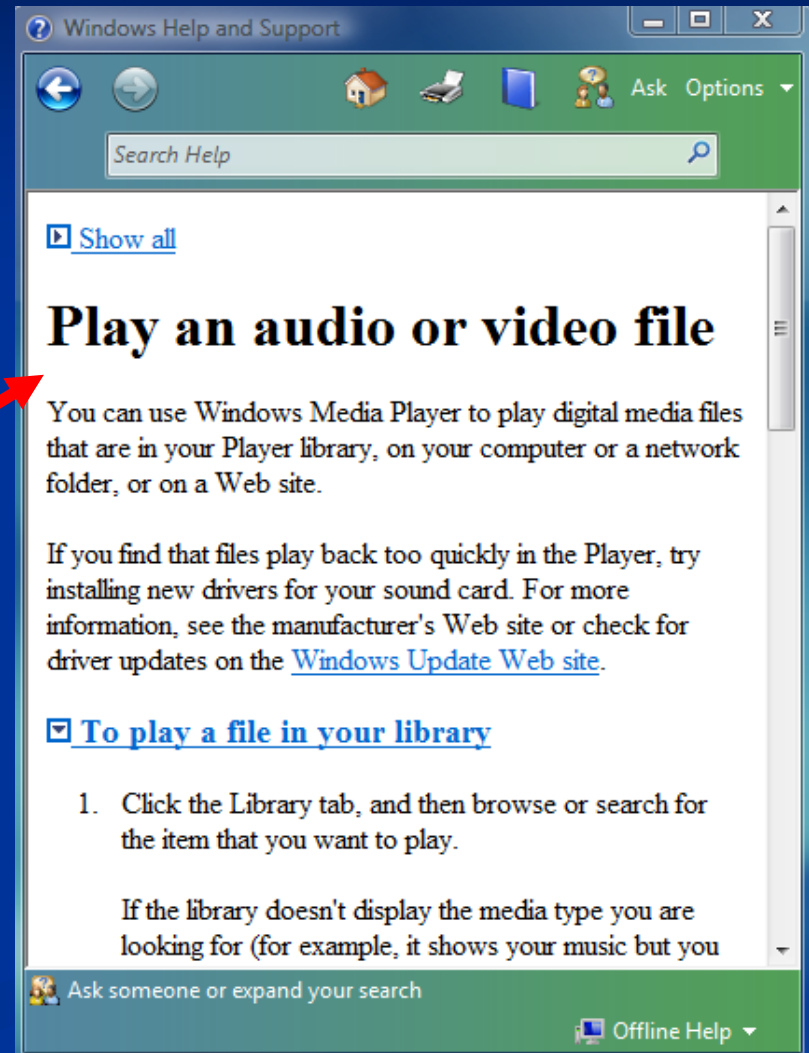 Windows Help and Support
Ask Options
Search Help
Show all
Play an audio or video file
You can use Windows Media Player to play digital media files
that are in your Player library, on your computer or a network
folder, or on a Web site.
If you find that files play back too quickly in the Player, try
installing new drivers for your sound card. For more
information, see the manufacturer's Web site or check for
driver updates on the Windows Update Web site.
To play a file in your library
1. Click the Library tab, and then browse or search for
the item that you want to play.
If the library doesn't display the media type you are
looking for (for example, it shows your music but you
Ask someone or expand your search
Offline Help